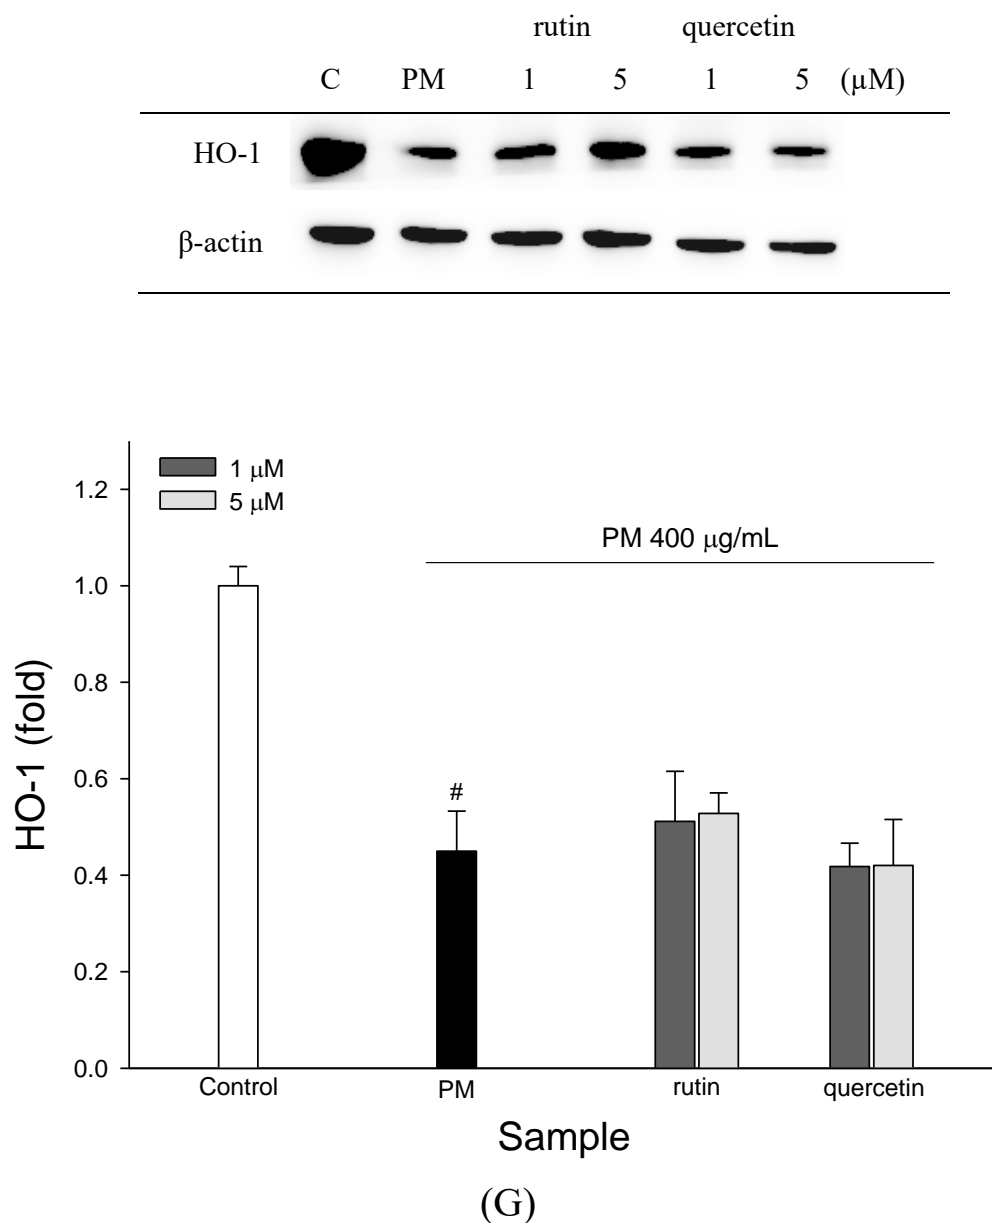 rutin quercetin
C PM 1 5 1 5 (µM)
HO-1
β-actin
1 μM
5 μM
PM 400 μg/mL
1.2
1.0
0.8
0.6
0.4
0.2
0.0
HO-1 (fold)
#
Control PM rutin quercetin
Sample
(G)